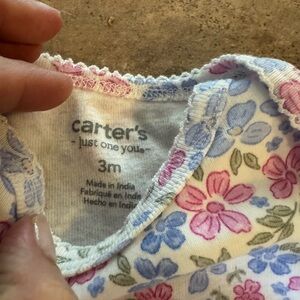 carter's
- just one you® -
3m
Made in India
Fabriqué en Inde
Hecho en India